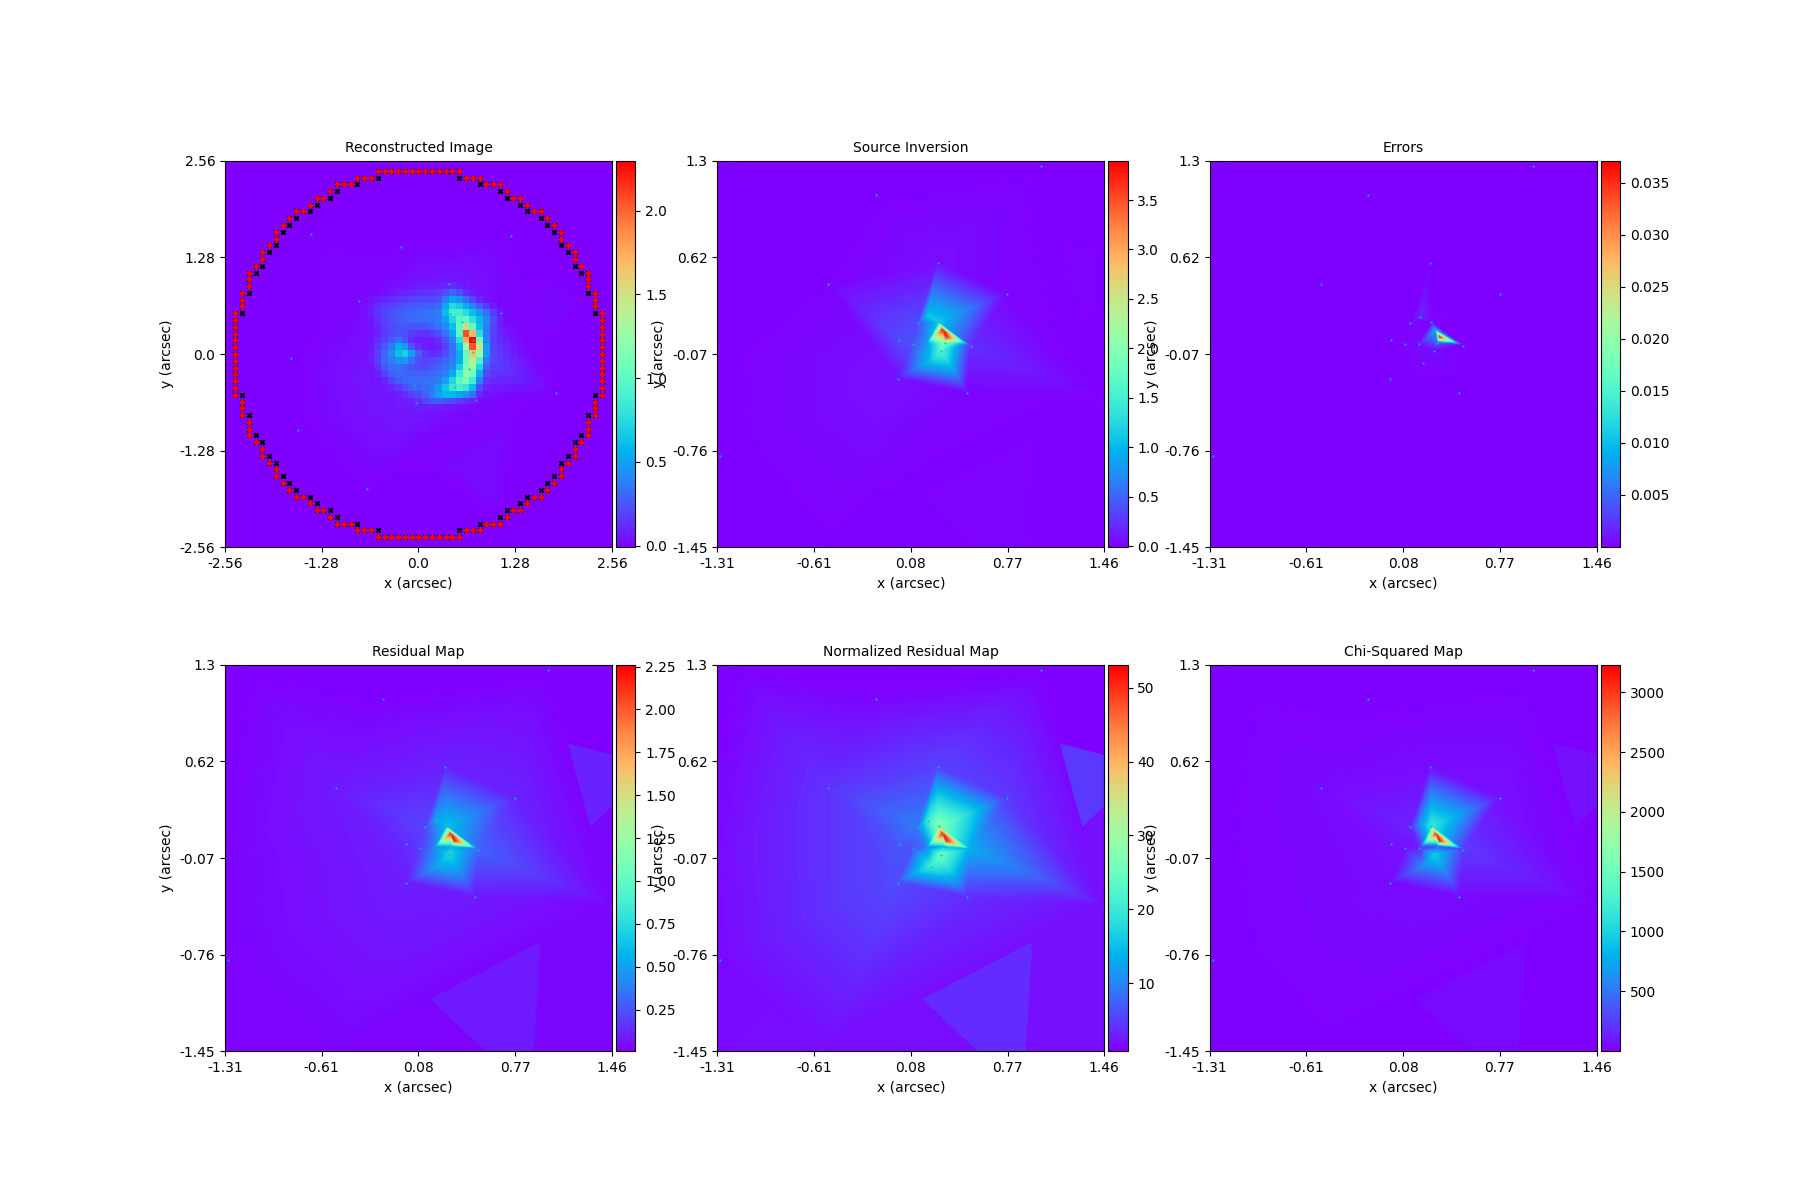 Reconstructed Image
2.56
1.28
0.0
-1.28
-2.56
y (arcsec)
-2.56 -1.28 0.0 1.28 2.56
x (arcsec)
2.0
1.5
1.0
0.5
0.0
Source Inversion
1.3
0.62
-0.07
-0.76
-1.45
y (arcsec)
-1.31 -0.61 0.08 0.77 1.46
x (arcsec)
3.5
3.0
2.5
2.0
1.5
1.0
0.5
0.0
Errors
1.3
0.62
-0.07
-0.76
-1.45
y (arcsec)
-1.31 -0.61 0.08 0.77 1.46
x (arcsec)
0.035
0.030
0.025
0.020
0.015
0.010
0.005
Residual Map
1.3
0.62
-0.07
-0.76
-1.45
y (arcsec)
-1.31 -0.61 0.08 0.77 1.46
x (arcsec)
2.25
2.00
1.75
1.50
1.25
1.00
0.75
0.50
0.25
Normalized Residual Map
1.3
0.62
-0.07
-0.76
-1.45
y (arcsec)
-1.31 -0.61 0.08 0.77 1.46
x (arcsec)
50
40
30
20
10
Chi-Squared Map
1.3
0.62
-0.07
-0.76
-1.45
y (arcsec)
-1.31 -0.61 0.08 0.77 1.46
x (arcsec)
3000
2500
2000
1500
1000
500